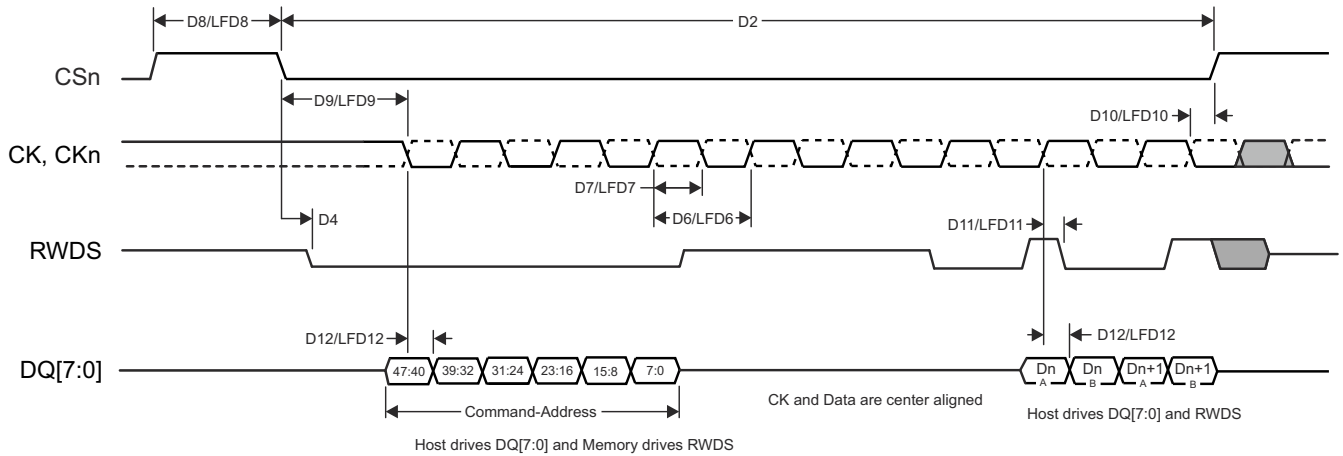 D8/LFD8
D2
CSn
D9/LFD9
D10/LFD10
CK, CKn
D7/LFD7
D4
D6/LFD6
D11/LFD11
RWDS
D12/LFD12
D12/LFD12
DQ[7:0]
47:40 39:32 31:24 23:16 15:8 7:0
Dn A Dn B Dn+1 A Dn+1 B
Command-Address
CK and Data are center aligned
Host drives DQ[7:0] and RWDS
Host drives DQ[7:0] and Memory drives RWDS